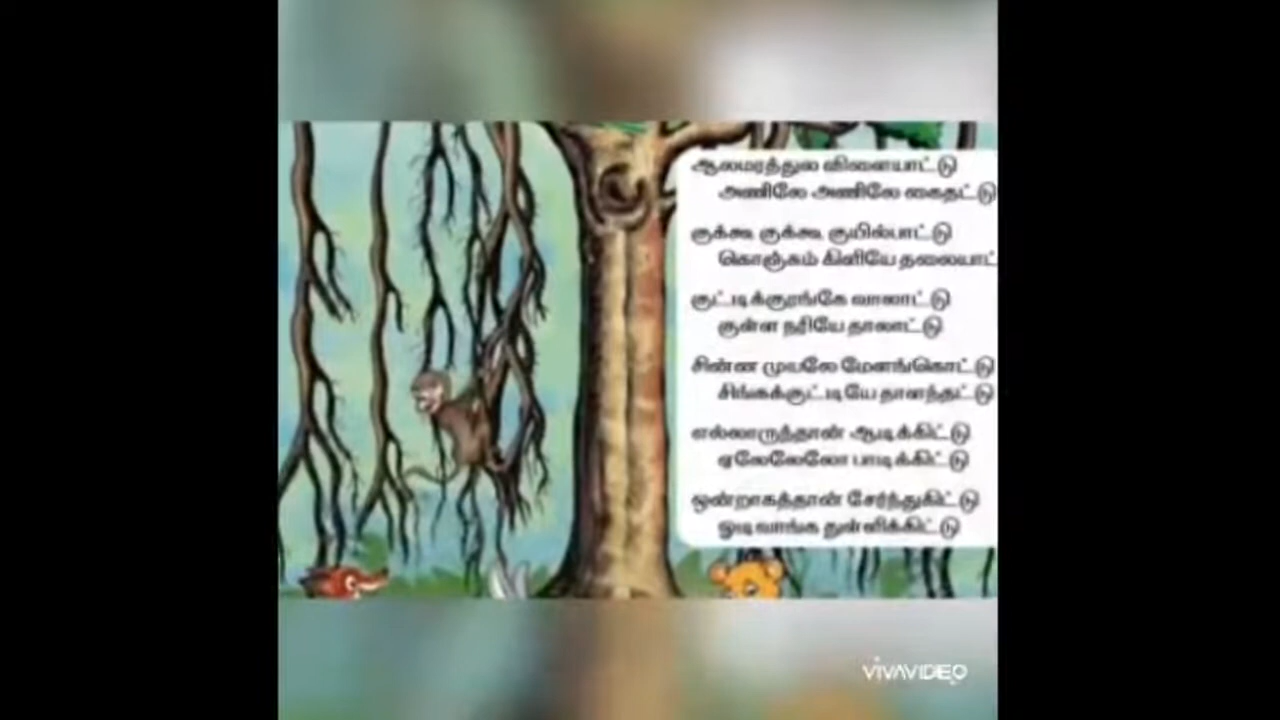 ஆலமரத்துல விளையாட்டு
அணிலே அணிலே கைதட்டு
குக்கூ குக்கூ குயில்பாட்டு
கொஞ்சும் கிளியே தலையாட்
குட்டிக்குரங்கே வாலாட்டு
குள்ள நரியே தாலாட்டு
சின்ன முயலே மேளங்கொட்டு
சிங்கக்குட்டியே தாளந்தட்டு
எல்லாருந்தான் ஆடிக்கிட்டு
ஏலேலேலோ பாடிக்கிட்டு
ஒன்றாகத்தான் சேர்ந்துகிட்டு
ஓடி வாங்க துள்ளிக்கிட்டு
VIVAVIDEO